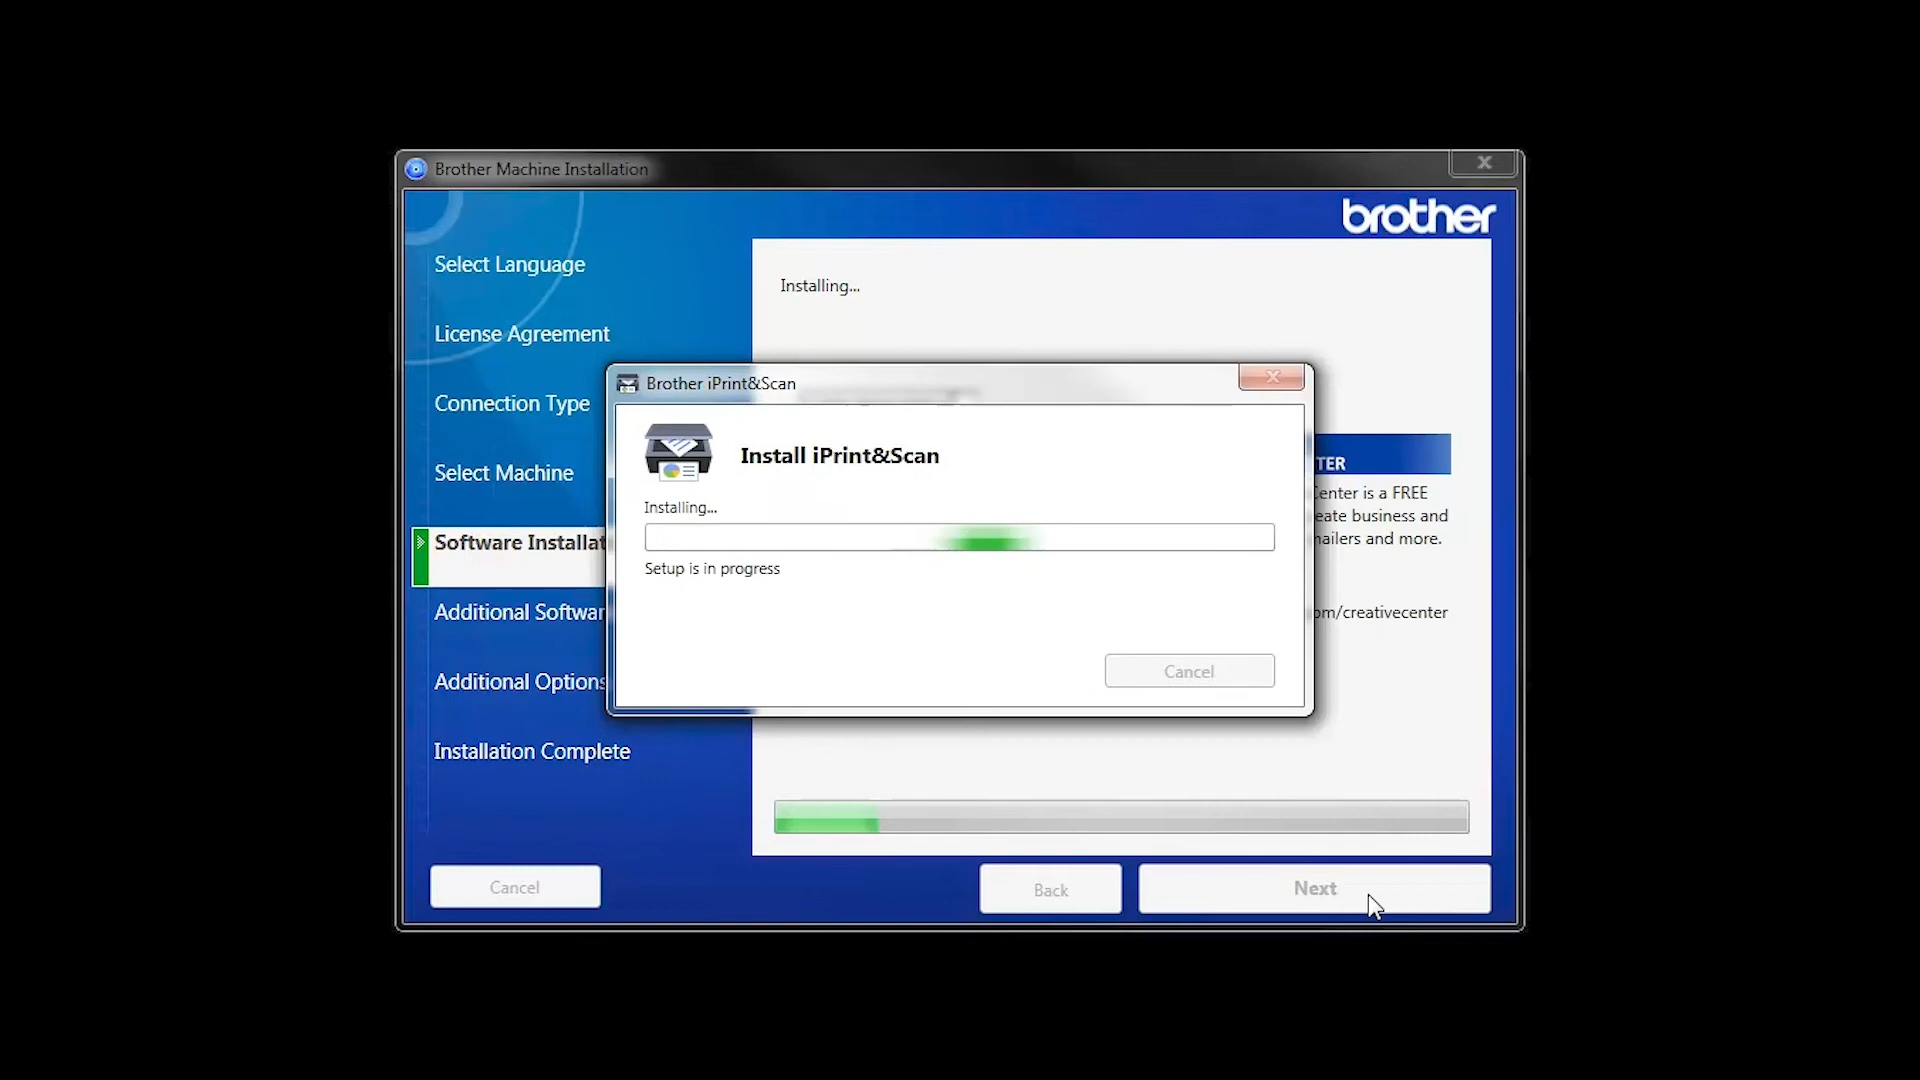 Brother Machine Installation
X
brother
Select Language
License Agreement
Connection Type
Select Machine
Software Installat
Additional Softwar
Additional Options
Installation Complete
Installing...
Brother iPrint&Scan
X
Install iPrint&Scan
Installing...
Setup is in progress
Cancel
TER
Center is a FREE
eate business and
mailers and more.
om/creativecenter
Cancel
Back
Next